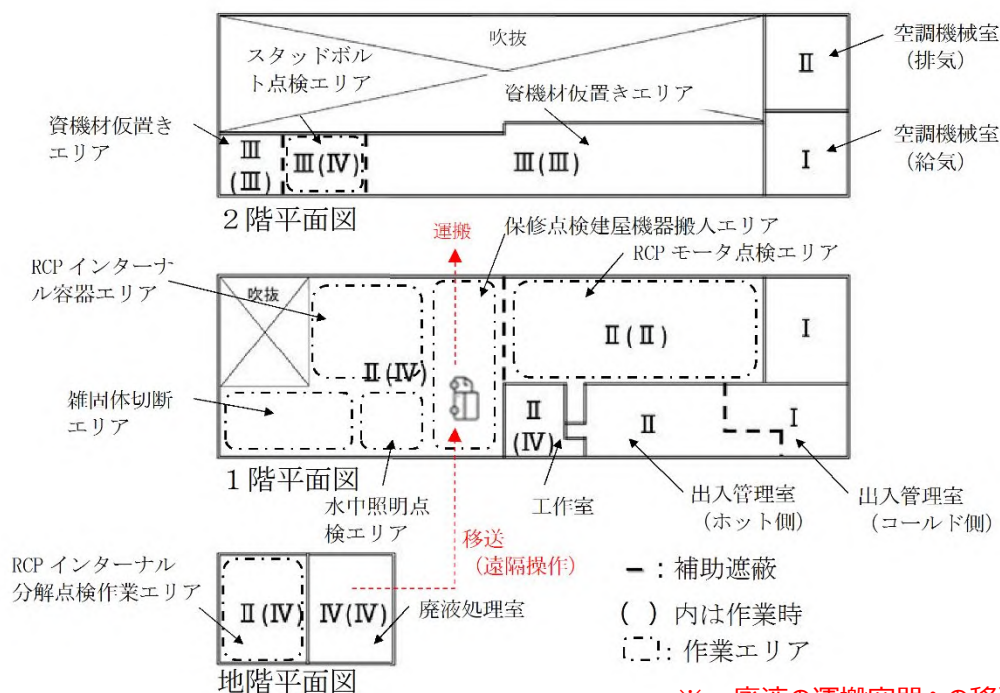 吹抜
スタッドボル
ト点検エリア
資機材仮置きエリア
空調機械室
(排気)
Ⅱ
資機材仮置き
エリア
Ⅲ
(Ⅲ)
Ⅲ(Ⅳ)
Ⅲ(Ⅲ)
Ⅰ
空調機械室
(給気)
2階平面図
運搬
保修点検建屋機器搬入エリア
RCP モータ点検エリア
RCP インターナ
ル容器エリア
吹抜
Ⅱ(Ⅳ)
Ⅱ(Ⅱ)
Ⅰ
雑固体切断
エリア
Ⅱ
(Ⅳ)
Ⅱ
Ⅰ
1階平面図
水中照明点
検エリア
工作室
出入管理室
(ホット側)
出入管理室
(コールド側)
移送
(遠隔操作)
RCP インターナル
分解点検作業エリア
Ⅱ(Ⅳ)
Ⅳ(Ⅳ)
廃液処理室
地階平面図
━:補助遮蔽
( ) 内は作業時
:作業エリア